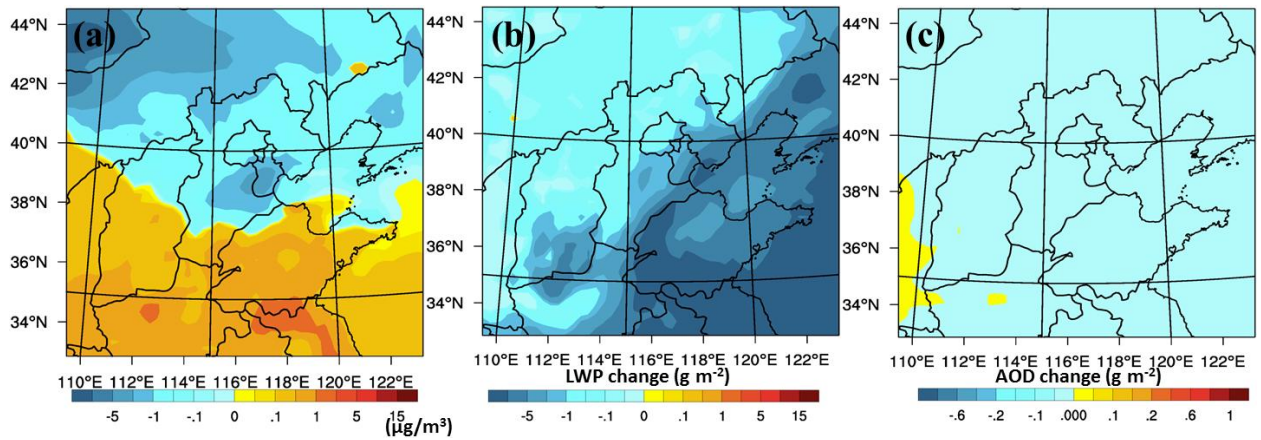 (a)
44°N
42°N
40°N
38°N
36°N
34°N
110°E 112°E 114°E 116°E 118°E 120°E 122°E
-5 -1 -.1 0 .1 1 5 15
(μg/m³)
(b)
44°N
42°N
40°N
38°N
36°N
34°N
110°E 112°E 114°E 116°E 118°E 120°E 122°E
LWP change (g m⁻²)
-5 -1 -.1 0 .1 1 5 15
(c)
44°N
42°N
40°N
38°N
36°N
34°N
110°E 112°E 114°E 116°E 118°E 120°E 122°E
AOD change (g m⁻²)
-.6 -.2 -.1 .000 .1 .2 .6 1